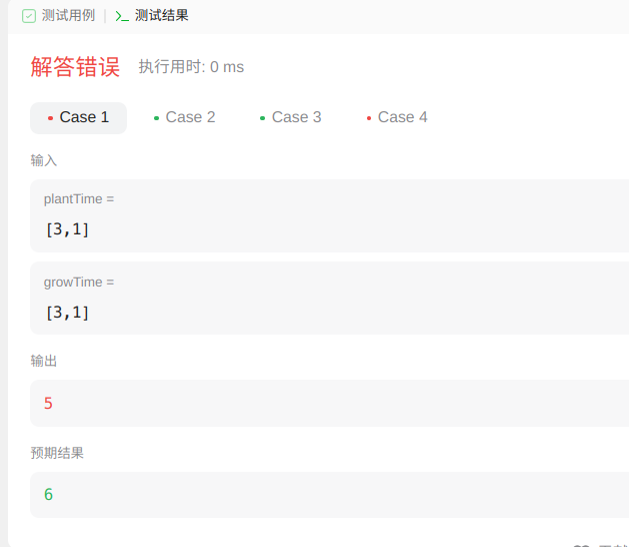 测试用例 | 测试结果
解答错误 执行用时: 0 ms
Case 1 Case 2 Case 3 Case 4
输入
plantTime =
[3,1]
growTime =
[3,1]
输出
5
预期结果
6